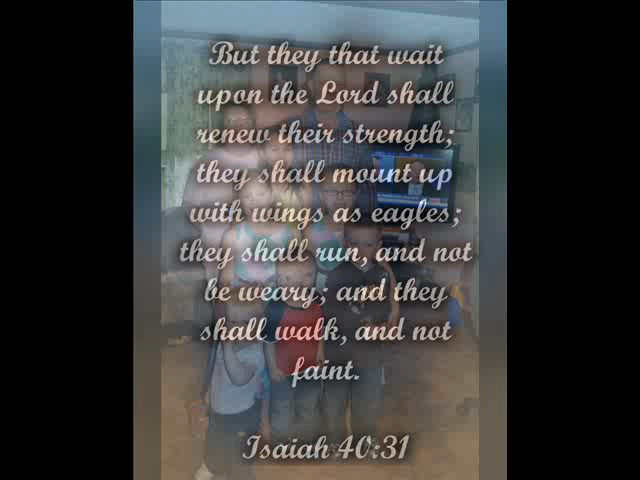 But they that wait
upon the Lord shall
renew their strength;
they shall mount up
with wings as eagles;
they shall run, and not
be weary; and they
shall walk, and not
faint.
Isaiah 40:31